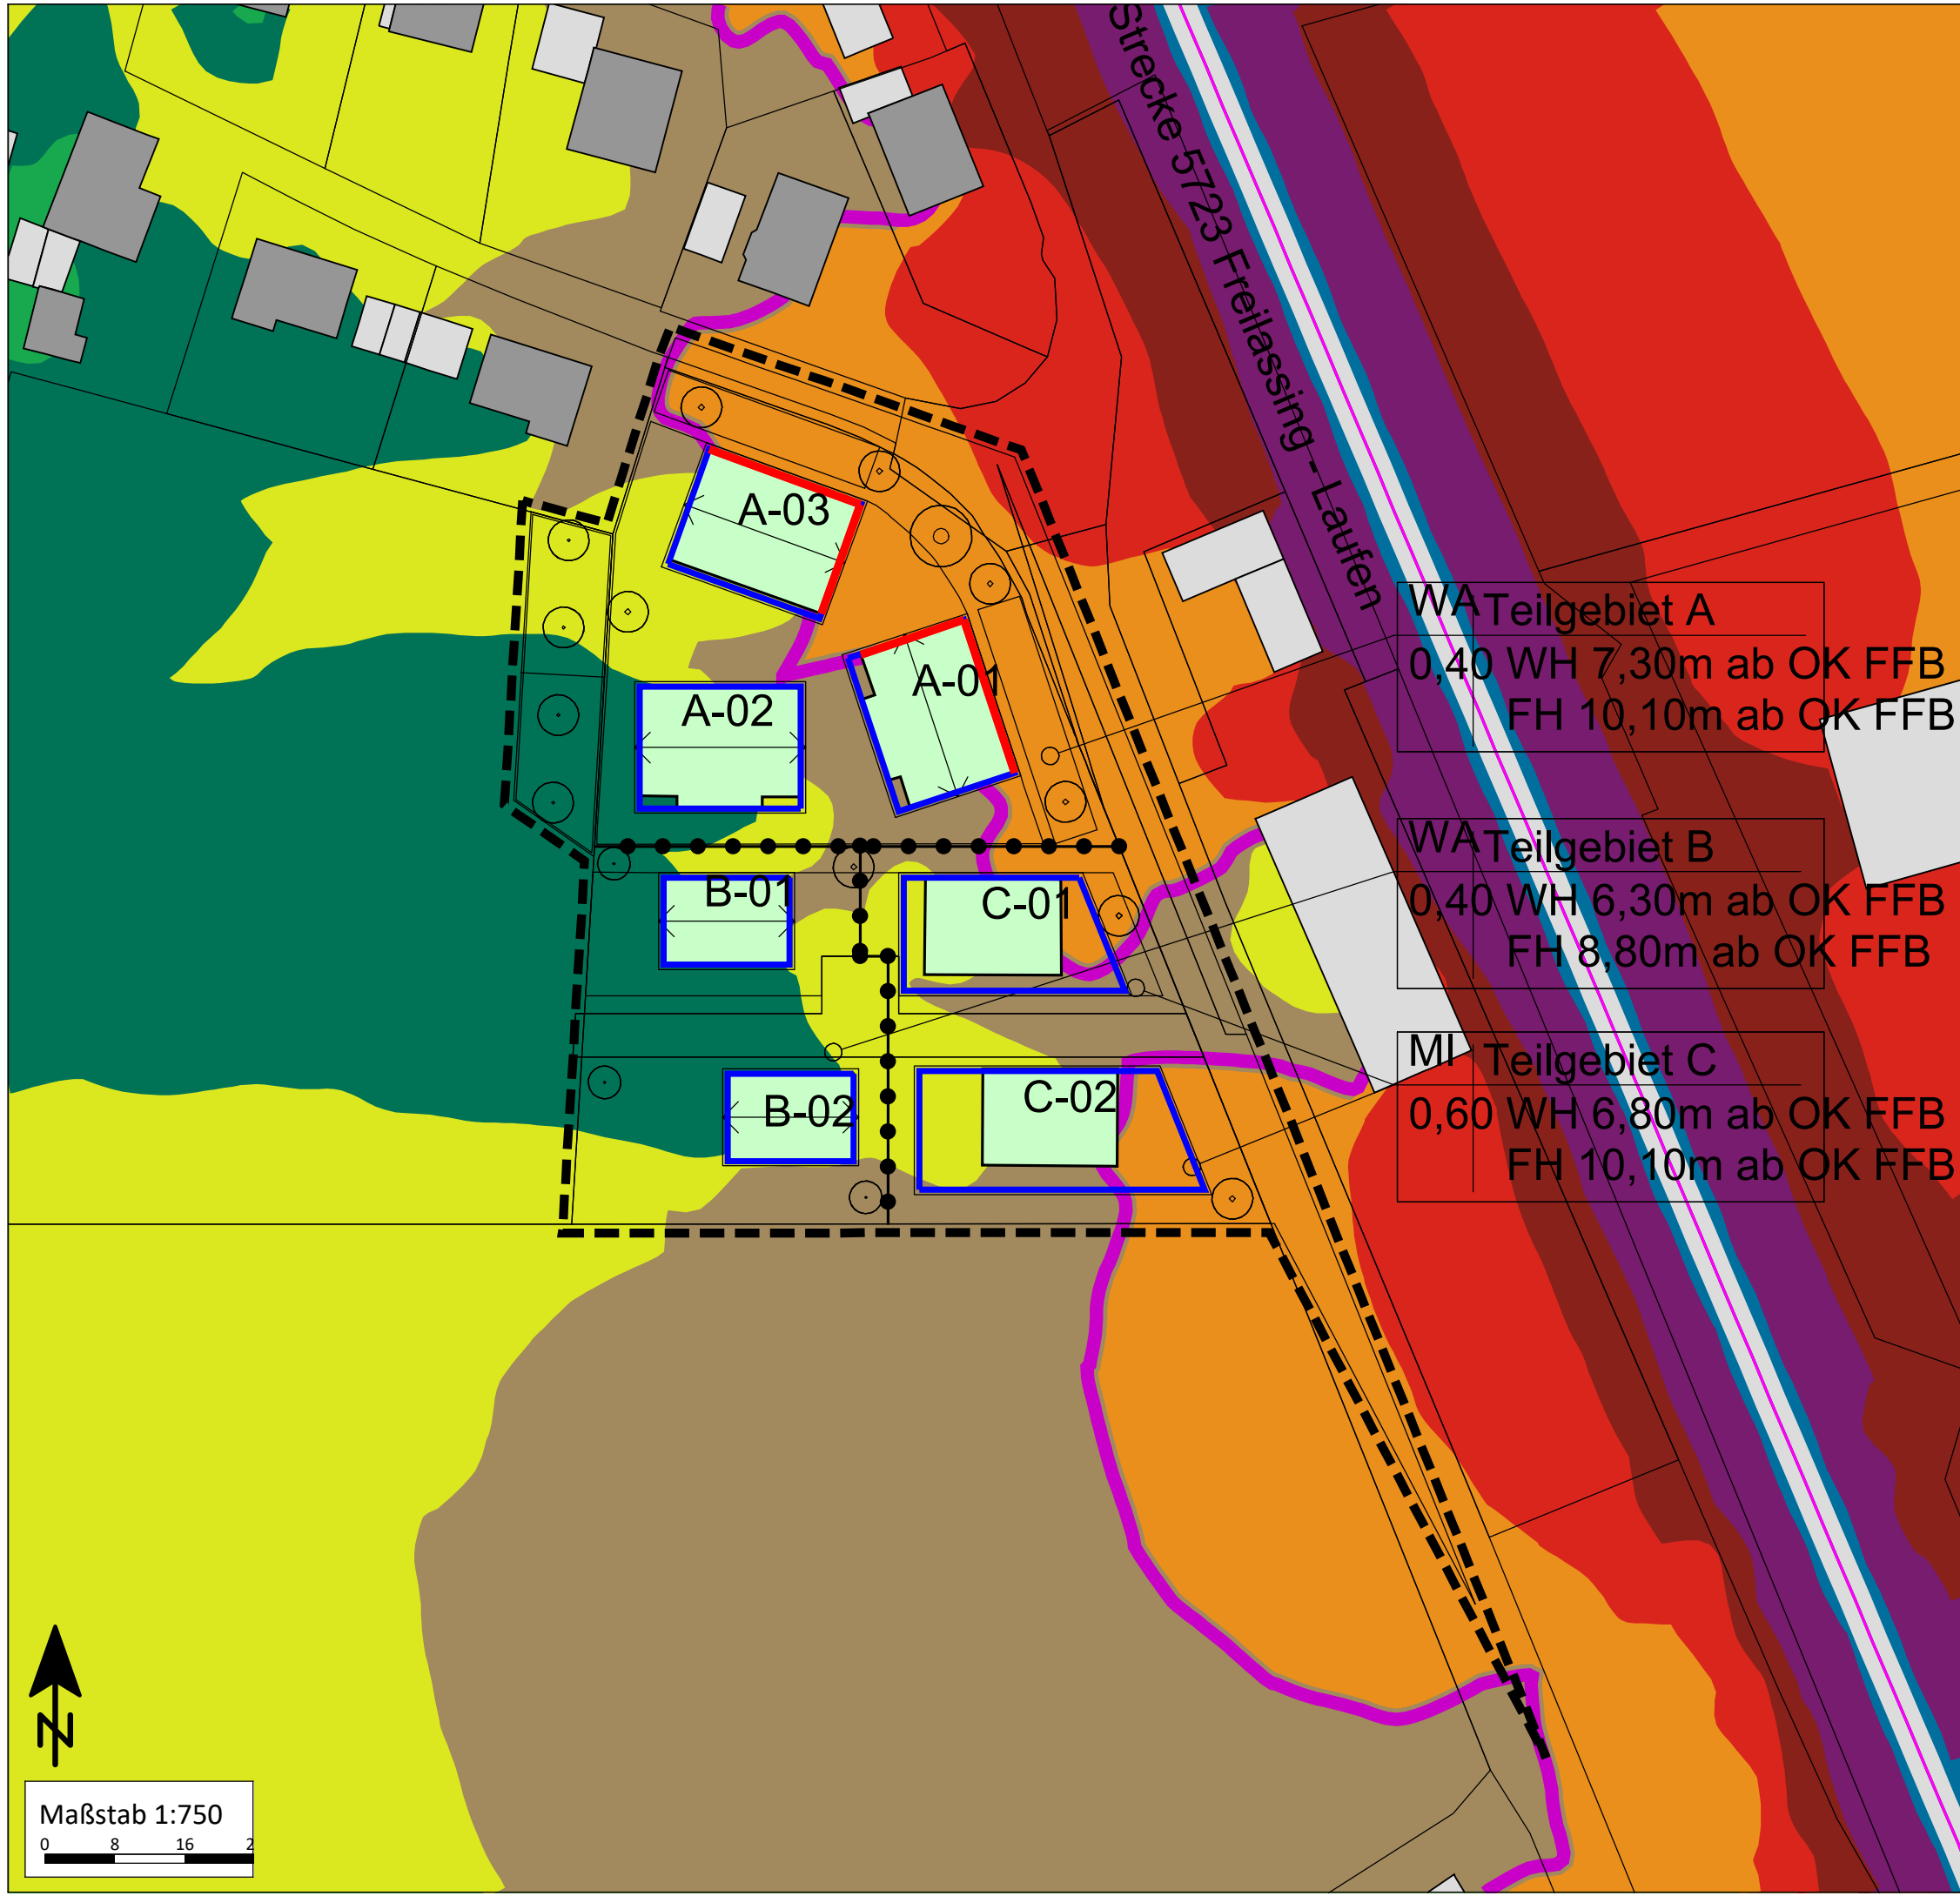 Strecke 5723 Freilassing - Laufen
A-03
A-01
A-02
B-01
C-01
B-02
C-02
WA Teilgebiet A
0,40 WH 7,30m ab OK FFB
FH 10,10m ab OK FFB
WA Teilgebiet B
0,40 WH 6,30m ab OK FFB
FH 8,80m ab OK FFB
MI Teilgebiet C
0,60 WH 6,80m ab OK FFB
FH 10,10m ab OK FFB
N
Maßstab 1:750
0 8 16 2